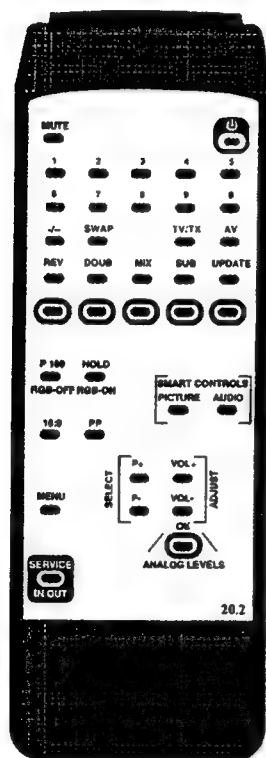 MUTE
1 2 3 4 5
6 7 8 9 0
-/-- SWAP TV/TX AV
REV DOUB MIX SUB UPDATE
P 100 HOLD
RGB-OFF RGB-ON
SMART CONTROLS
PICTURE AUDIO
16:9 PP
P+ VOL+
SELECT
ADJUST
MENU P- VOL-
OK
ANALOG LEVELS
SERVICE
IN OUT
20.2